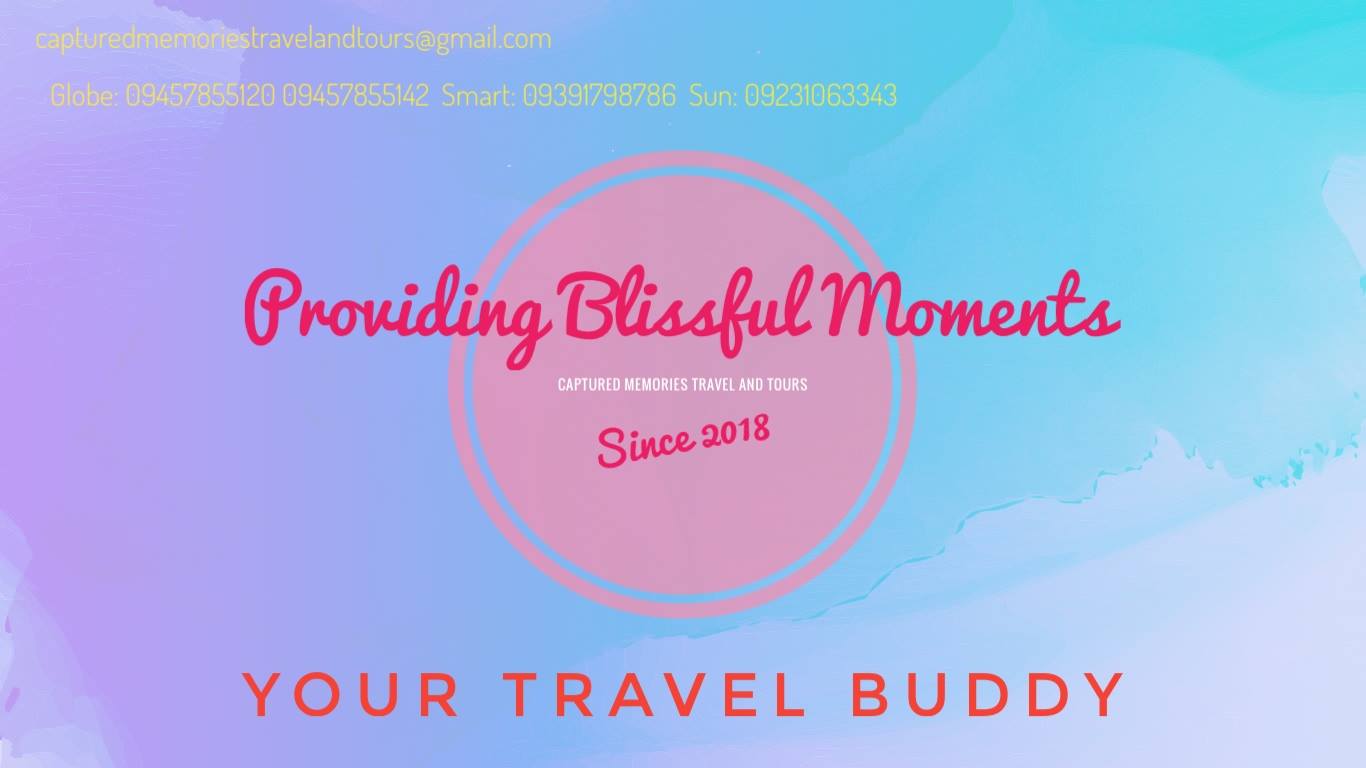 capturedmemoriestravelandtours@gmail.com
Globe: 09457855120 09457855142 Smart: 09391798786 Sun: 09231063343
Providing Blissful Moments
CAPTURED MEMORIES TRAVEL AND TOURS
Since 2018
YOUR TRAVEL BUDDY